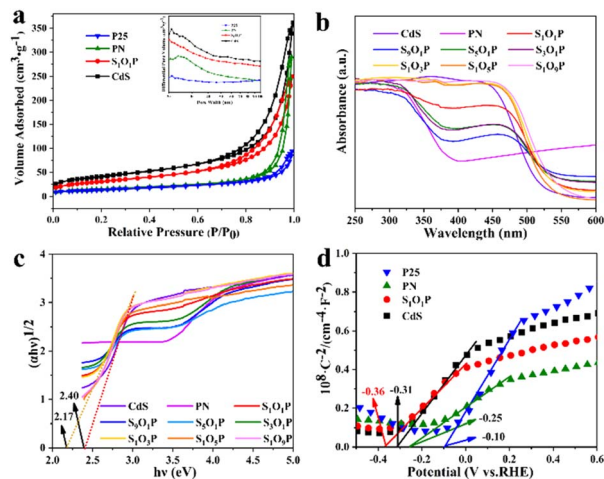 a
P25
PN
S1O1P
CdS
Volume Adsorbed (cm³•g⁻¹)
350
300
250
200
150
100
50
0
0.0 0.2 0.4 0.6 0.8 1.0
Relative Pressure (P/P0)
P25
PN
CdS
Pore Width (nm)
b
CdS PN S1O1P
S9O1P S5O1P S3O1P
S1O3P S1O5P S1O9P
Absorbance (a.u.)
250 300 350 400 450 500 550 600
Wavelength (nm)
c
(αhν)1/2
4
3
2
1
0
2.40
2.17
CdS PN S1O1P
S9O1P S5O1P S3O1P
S1O3P S1O5P S1O9P
2.0 2.5 3.0 3.5 4.0 4.5 5.0
hν (eV)
d
P25
PN
S1O1P
CdS
10⁸·C⁻²/(cm⁻⁴·F⁻²)
1.0
0.8
0.6
0.4
0.2
0.0
-0.36
-0.31
-0.25
-0.10
-0.4 -0.2 0.0 0.2 0.4 0.6
Potential (V vs.RHE)